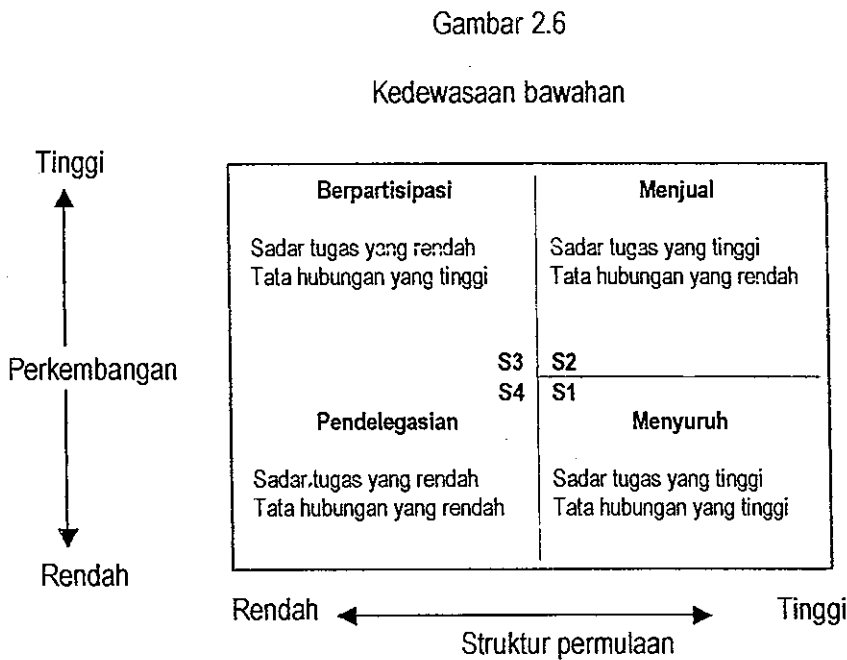 Gambar 2.6
Kedewasaan bawahan
Tinggi
Perkembangan
Rendah
Berpartisipasi
Sadar tugas yang rendah
Tata hubungan yang tinggi
S3
Menjual
Sadar tugas yang tinggi
Tata hubungan yang rendah
S2
S4
Pendelegasian
Sadar tugas yang rendah
Tata hubungan yang rendah
S1
Menyuruh
Sadar tugas yang tinggi
Tata hubungan yang tinggi
Rendah
Tinggi
Struktur permulaan